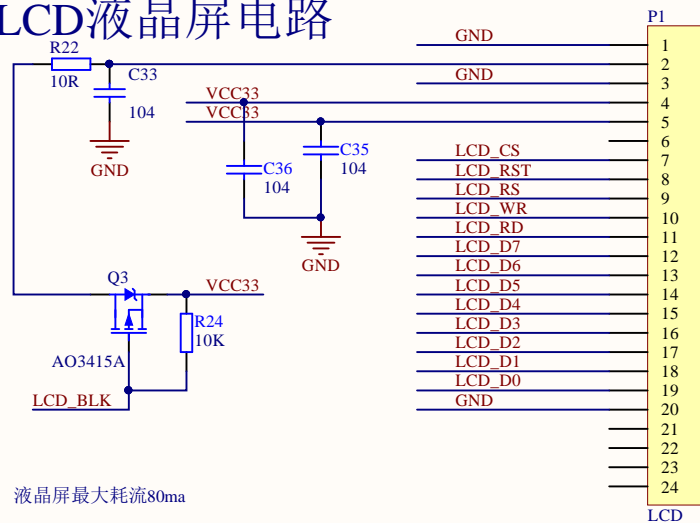 LCD液晶屏电路
P1
R22
10R
C33
104
GND
VCC33
VCC33
C36
104
C35
104
GND
Q3
AO3415A
VCC33
R24
10K
LCD_BLK
GND
GND
LCD_CS
LCD_RST
LCD_RS
LCD_WR
LCD_RD
LCD_D7
LCD_D6
LCD_D5
LCD_D4
LCD_D3
LCD_D2
LCD_D1
LCD_D0
GND
1
2
3
4
5
6
7
8
9
10
11
12
13
14
15
16
17
18
19
20
21
22
23
24
LCD
液晶屏最大耗流80ma